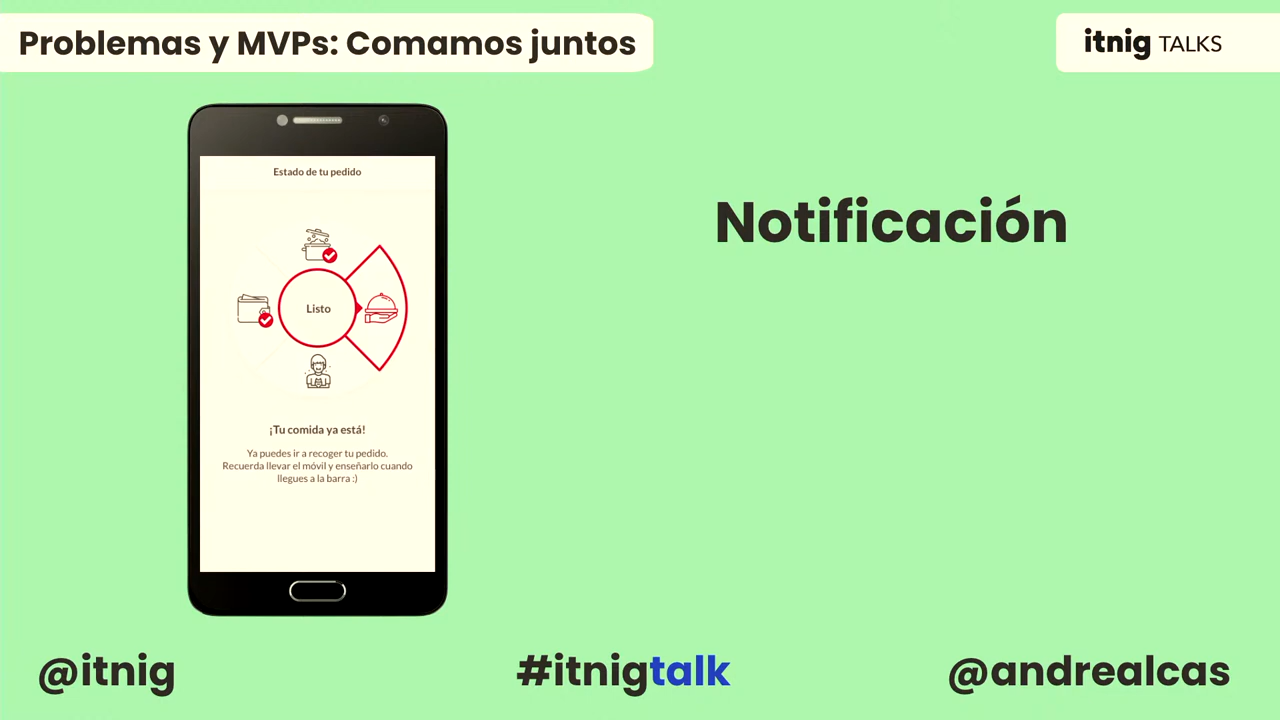 Problemas y MVPs: Comamos juntos
itnig TALKS
Estado de tu pedido
Notificación
Listo
¡Tu comida ya está!
Ya puedes ir a recoger tu pedido.
Recuerda llevar el móvil y enseñarlo cuando
llegues a la barra :)
@itnig
#itnigtalk
@andrealcas